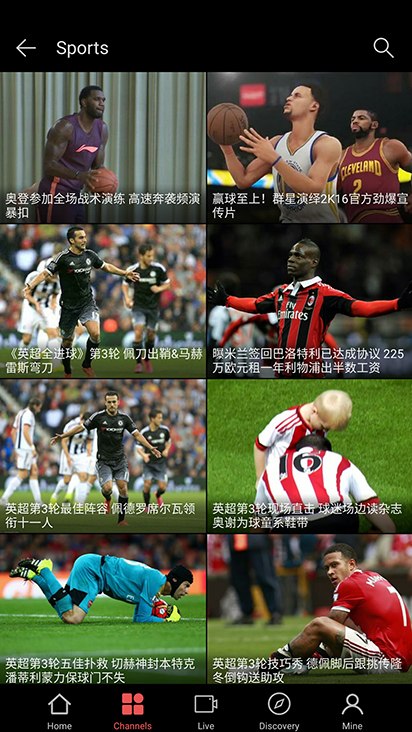 Sports
奥登参加全场战术演练 高速奔袭频演
暴扣
赢球至上！群星演绎2K16官方劲爆宣
传片
CLEVELAND
2
《英超全进球》第3轮 佩刀出鞘&马赫
雷斯弯刀
Fly
Emirates
曝米兰签回巴洛特利已达成协议 225
万欧元租一年利物浦出半数工资
英超第3轮最佳阵容 佩德罗席尔瓦领
衔十一人
16
英超第3轮现场直击 球迷场边读杂志
奥谢为球童系鞋带
英超第3轮五佳扑救 切赫神封本特克
潘蒂利蒙力保球门不失
英超第3轮技巧秀 德佩脚后跟挑传隆
冬倒钩送助攻
Home
Channels
Live
Discovery
Mine